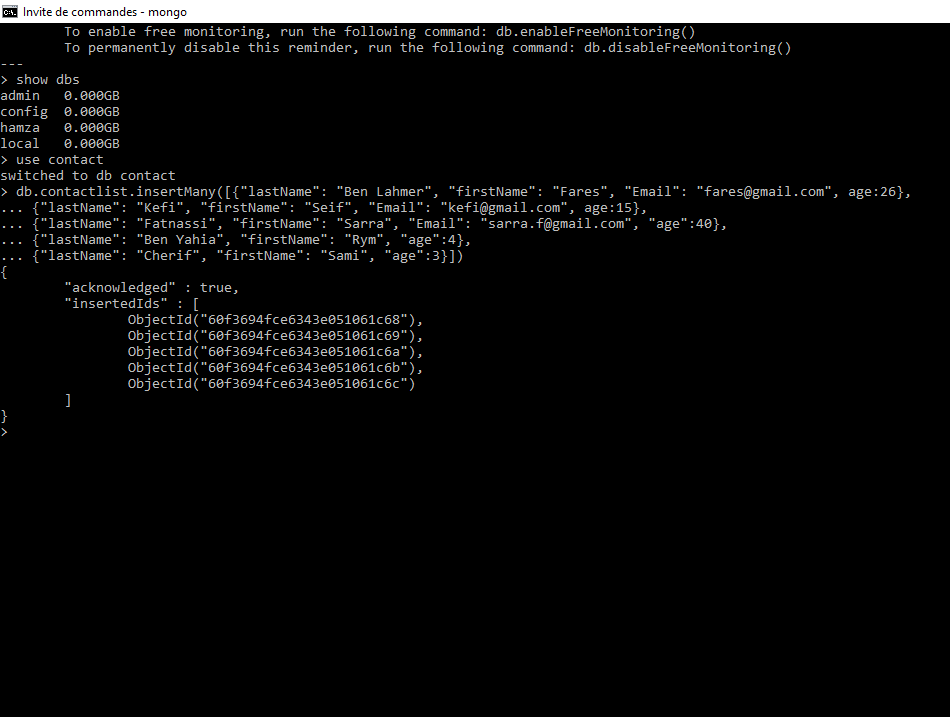 Invite de commandes - mongo
To enable free monitoring, run the following command: db.enableFreeMonitoring()
To permanently disable this reminder, run the following command: db.disableFreeMonitoring()
---
> show dbs
admin   0.000GB
config  0.000GB
hamza   0.000GB
local   0.000GB
> use contact
switched to db contact
> db.contactlist.insertMany([{"lastName": "Ben Lahmer", "firstName": "Fares", "Email": "fares@gmail.com", age:26},
... {"lastName": "Kefi", "firstName": "Seif", "Email": "kefi@gmail.com", age:15},
... {"lastName": "Fatnassi", "firstName": "Sarra", "Email": "sarra.f@gmail.com", "age":40},
... {"lastName": "Ben Yahia", "firstName": "Rym", "age":4},
... {"lastName": "Cherif", "firstName": "Sami", "age":3}])
{
        "acknowledged" : true,
        "insertedIds" : [
                ObjectId("60f3694fce6343e051061c68"),
                ObjectId("60f3694fce6343e051061c69"),
                ObjectId("60f3694fce6343e051061c6a"),
                ObjectId("60f3694fce6343e051061c6b"),
                ObjectId("60f3694fce6343e051061c6c")
        ]
}
>